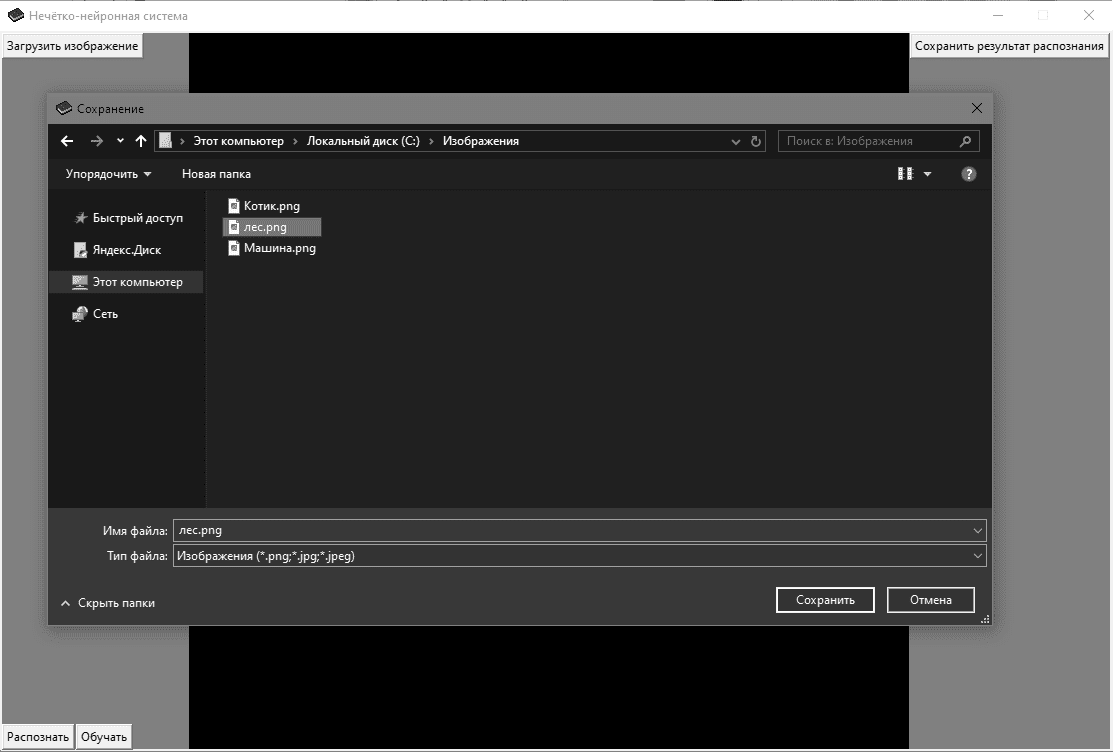 Нечётко-нейронная система
Загрузить изображение
Сохранить результат распознания
Сохранение
Этот компьютер › Локальный диск (C:) › Изображения
Поиск в: Изображения
Упорядочить
Новая папка
?
Быстрый доступ
Яндекс.Диск
Этот компьютер
Сеть
Котик.png
лес.png
Машина.png
Имя файла: лес.png
Тип файла: Изображения (*.png;*.jpg;*.jpeg)
Скрыть папки
Сохранить
Отмена
Распознать
Обучать